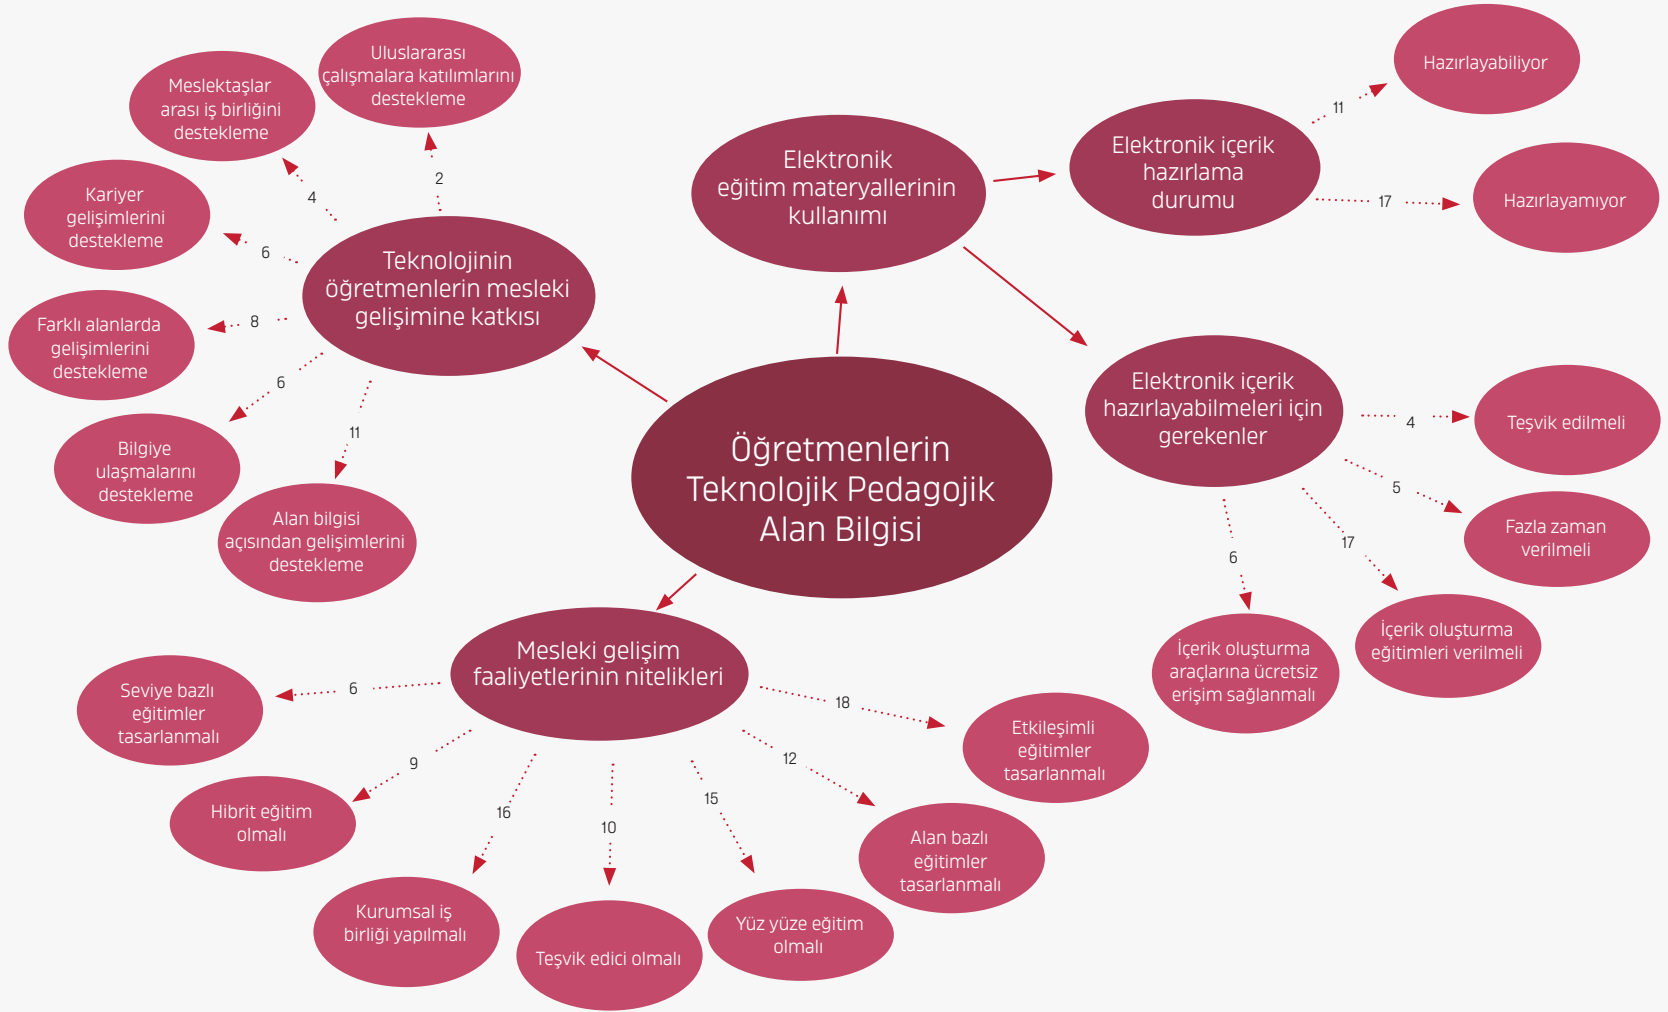 Uluslararası
çalışmalara katılımlarını
destekleme
Meslektaşlar
arası iş birliğini
destekleme
Kariyer
gelişimlerini
destekleme
Farklı alanlarda
gelişimlerini
destekleme
Bilgiye
ulaşmalarını
destekleme
Alan bilgisi
açısından gelişimlerini
destekleme
2
4
6
8
6
11
Teknolojinin
öğretmenlerin mesleki
gelişimine katkısı
Elektronik
eğitim materyallerinin
kullanımı
Elektronik içerik
hazırlama
durumu
11
Hazırlayabiliyor
17
Hazırlayamıyor
Elektronik içerik
hazırlayabilmeleri için
gerekenler
4
Teşvik edilmeli
5
Fazla zaman
verilmeli
17
İçerik oluşturma
eğitimleri verilmeli
6
İçerik oluşturma
araçlarına ücretsiz
erişim sağlanmalı
Öğretmenlerin
Teknolojik Pedagojik
Alan Bilgisi
Mesleki gelişim
faaliyetlerinin nitelikleri
6
Seviye bazlı
eğitimler
tasarlanmalı
9
Hibrit eğitim
olmalı
16
Kurumsal iş
birliği yapılmalı
10
Teşvik edici olmalı
15
Yüz yüze eğitim
olmalı
12
Alan bazlı
eğitimler
tasarlanmalı
18
Etkileşimli
eğitimler
tasarlanmalı